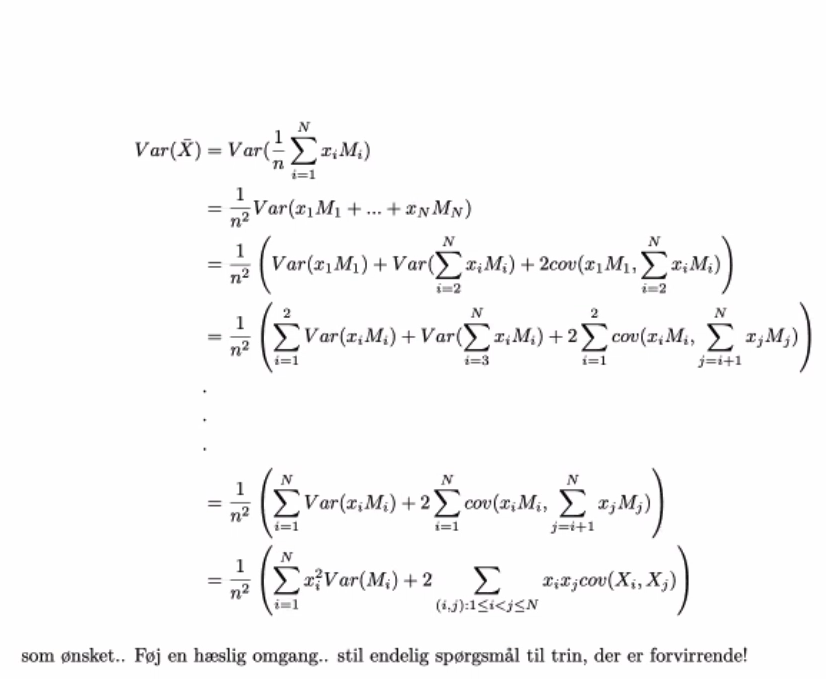 Var(X̄) = Var(\frac{1}{n} \sum_{i=1}^{N} x_i M_i)
= \frac{1}{n^2} Var(x_1 M_1 + ... + x_N M_N)
= \frac{1}{n^2} \left( Var(x_1 M_1) + Var(\sum_{i=2}^{N} x_i M_i) + 2cov(x_1 M_1, \sum_{i=2}^{N} x_i M_i) \right)
= \frac{1}{n^2} \left( \sum_{i=1}^{2} Var(x_i M_i) + Var(\sum_{i=3}^{N} x_i M_i) + 2 \sum_{i=1}^{2} cov(x_i M_i, \sum_{j=i+1}^{N} x_j M_j) \right)
.
.
.
= \frac{1}{n^2} \left( \sum_{i=1}^{N} Var(x_i M_i) + 2 \sum_{i=1}^{N} cov(x_i M_i, \sum_{j=i+1}^{N} x_j M_j) \right)
= \frac{1}{n^2} \left( \sum_{i=1}^{N} x_i^2 Var(M_i) + 2 \sum_{(i,j):1≤i<j≤N} x_i x_j cov(X_i, X_j) \right)
som ønsket.. Føj en hæslig omgang.. stil endelig spørgsmål til trin, der er forvirrende!